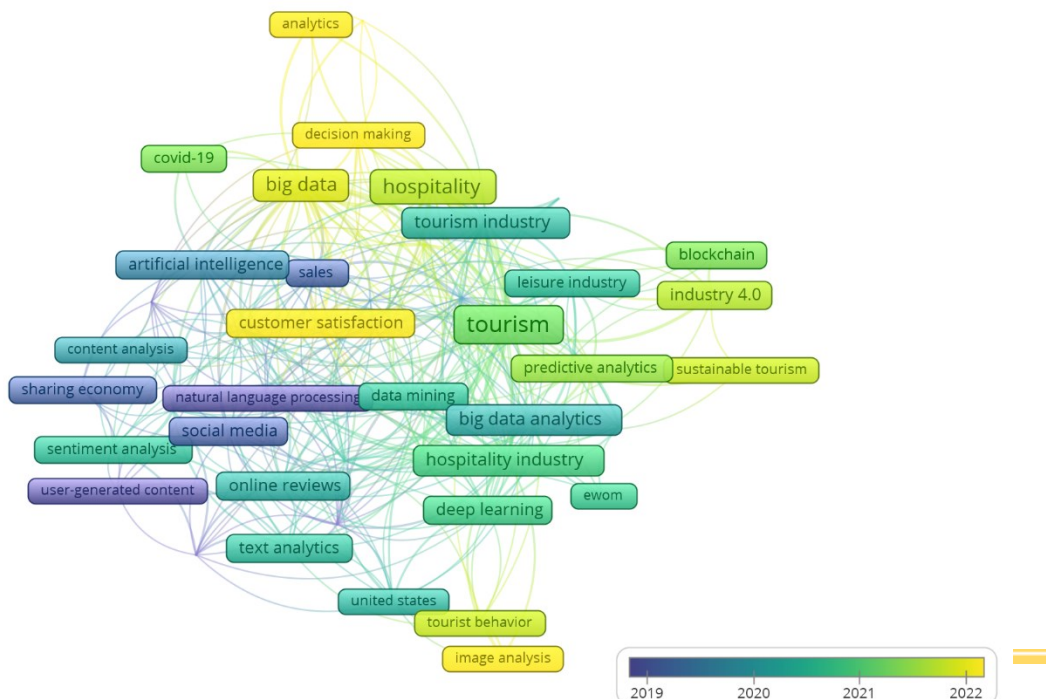 analytics
decision making
covid-19
big data
hospitality
tourism industry
blockchain
artificial intelligence
sales
leisure industry
industry 4.0
customer satisfaction
tourism
content analysis
predictive analytics
sustainable tourism
sharing economy
natural language processing
data mining
big data analytics
social media
sentiment analysis
hospitality industry
user-generated content
online reviews
ewom
deep learning
text analytics
united states
tourist behavior
image analysis
2019
2020
2021
2022